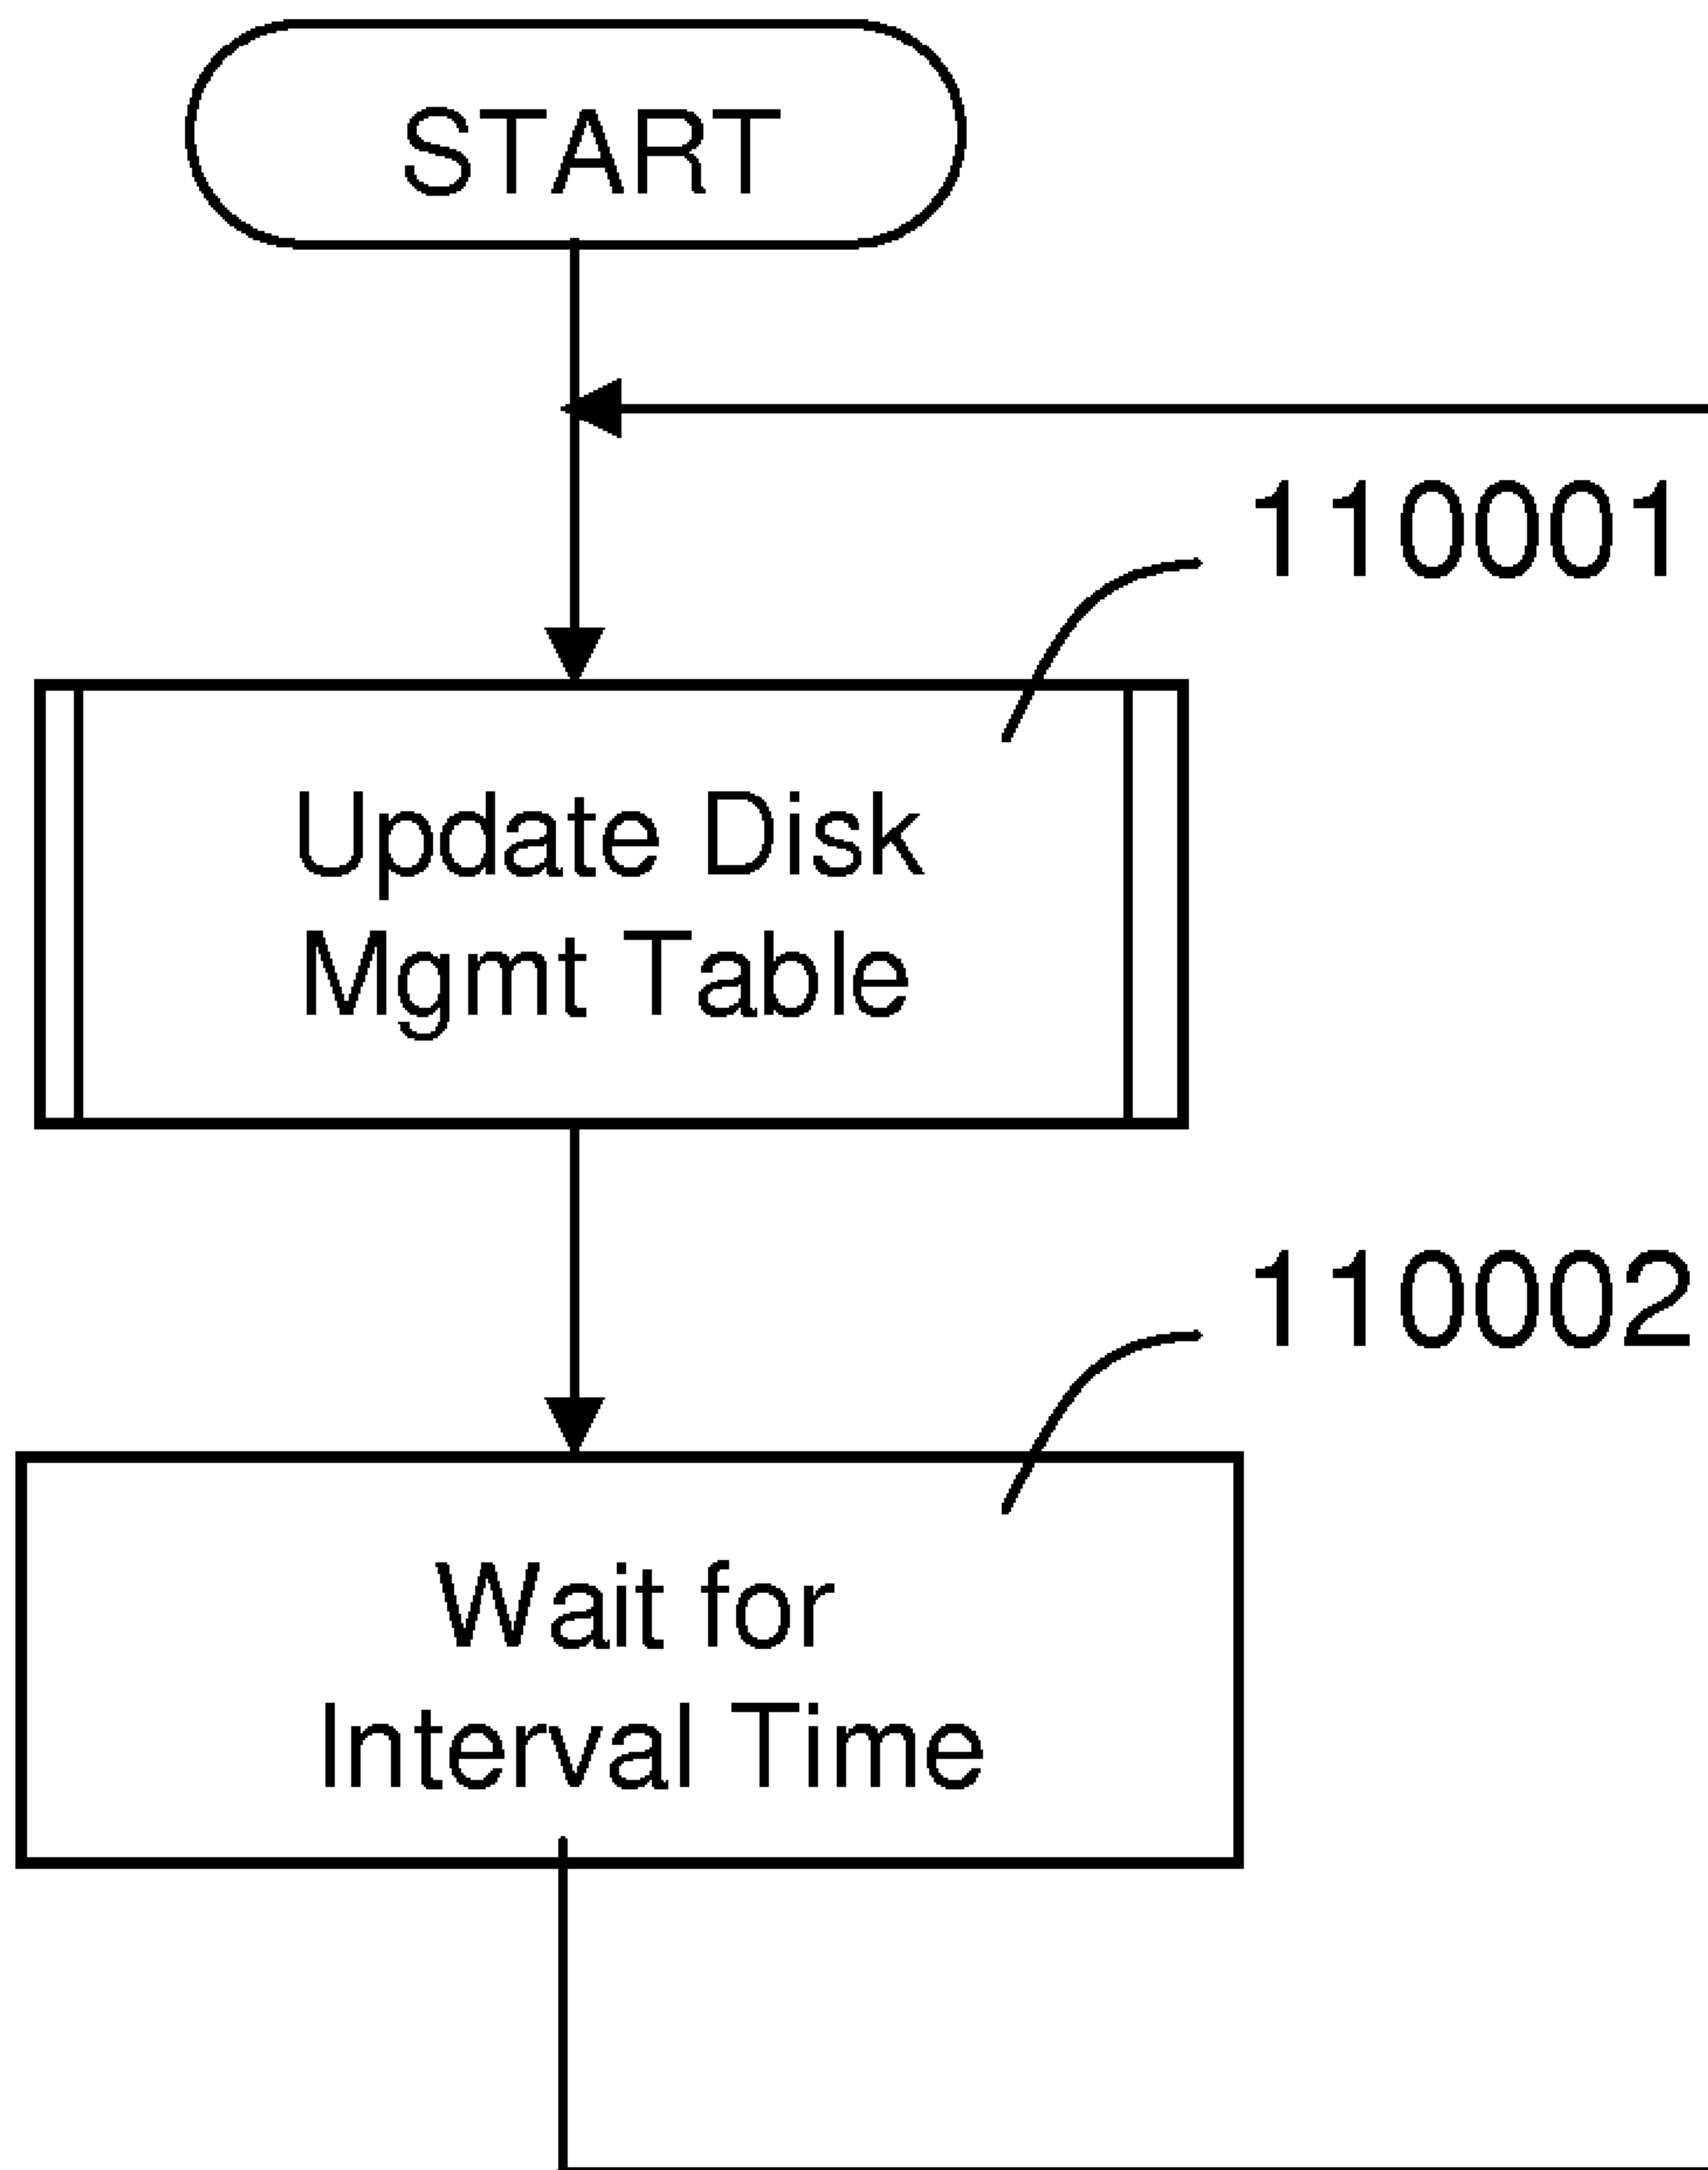 START
110001
Update Disk
Mgmt Table
110002
Wait for
Interval Time